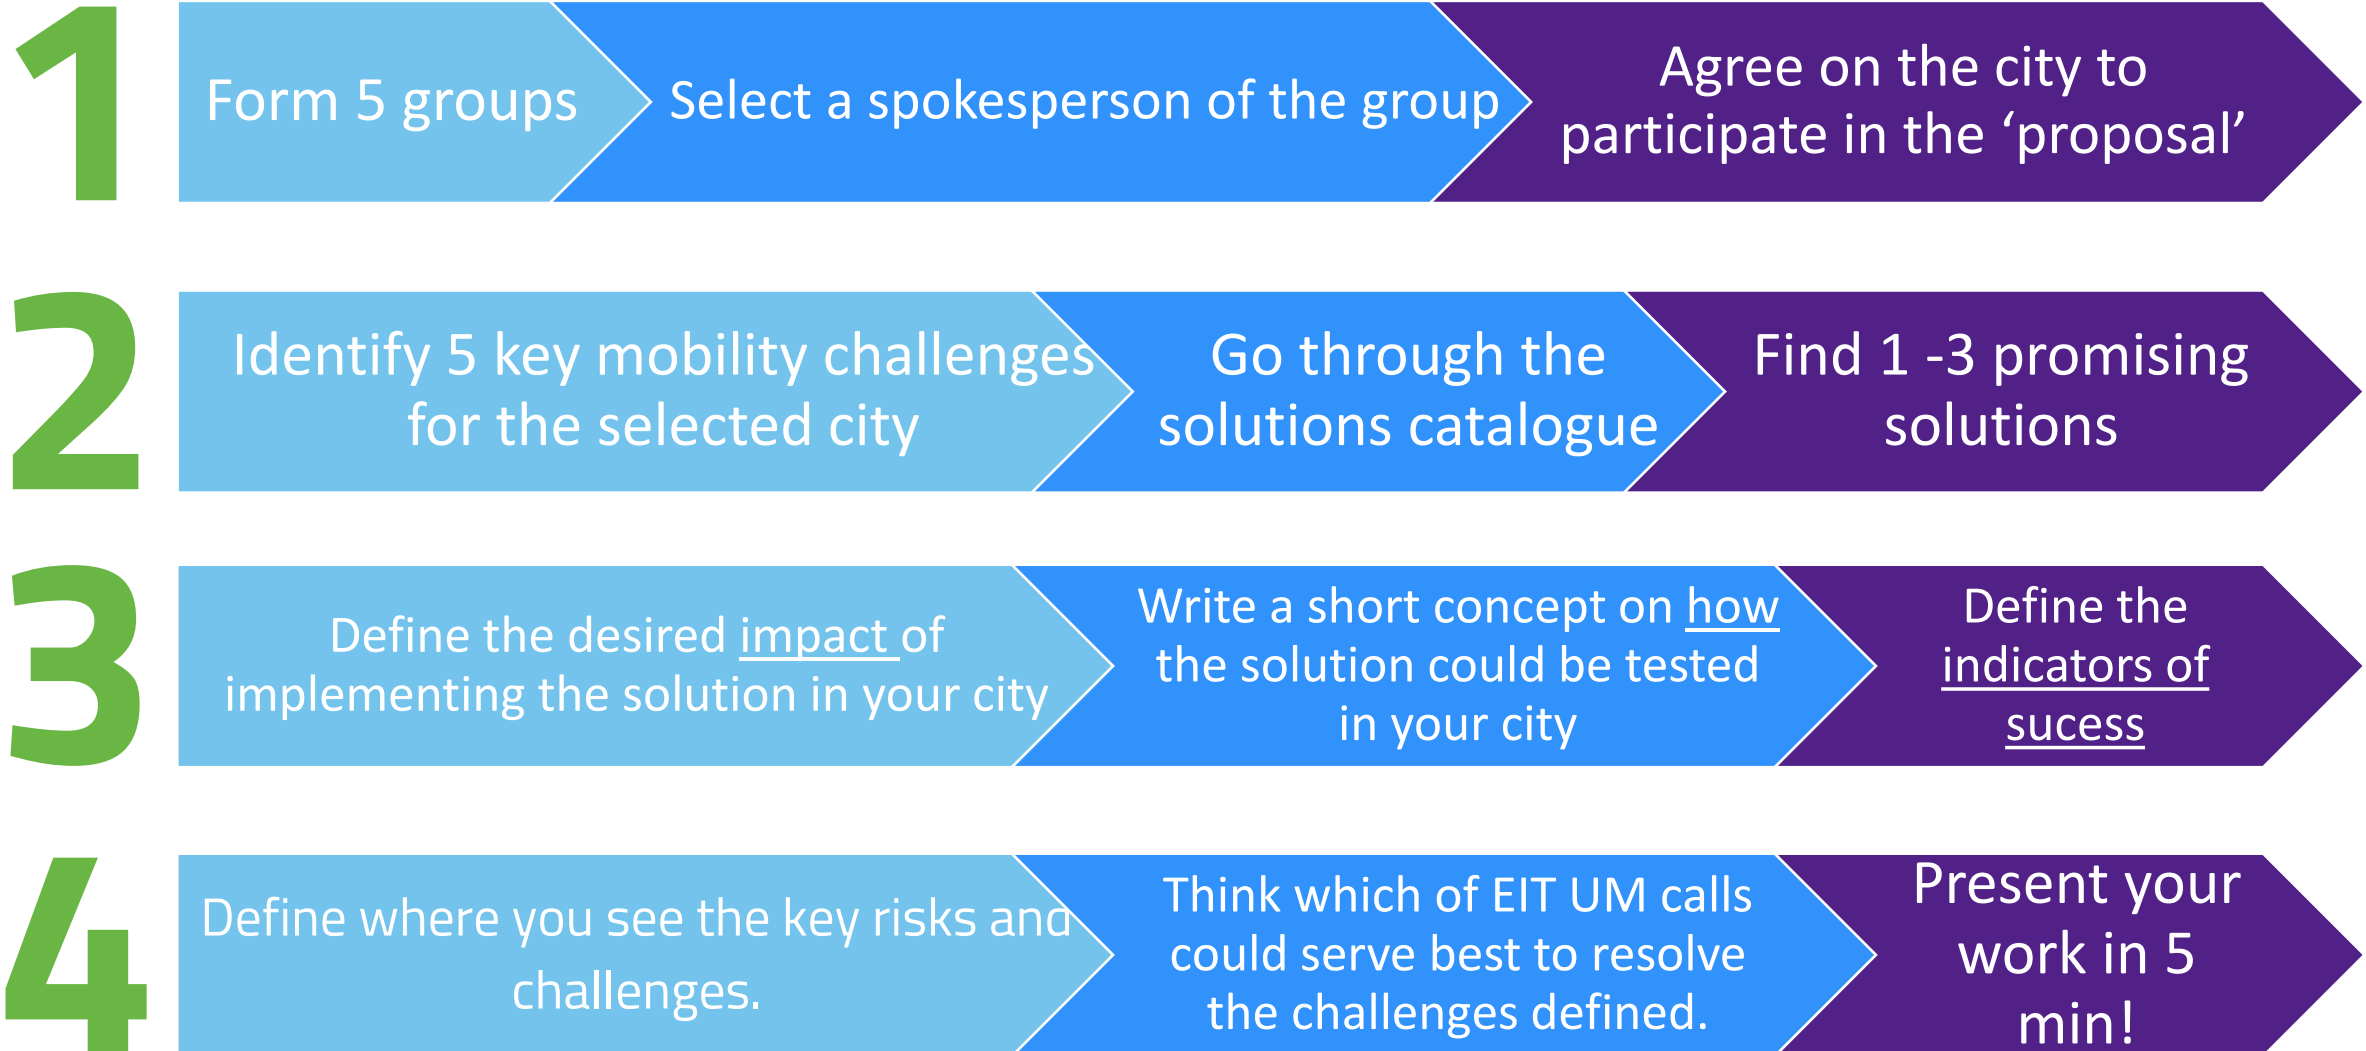 1
Form 5 groups
Select a spokesperson of the group
Agree on the city to
participate in the ‘proposal’
2
Identify 5 key mobility challenges
for the selected city
Go through the
solutions catalogue
Find 1 -3 promising
solutions
3
Define the desired impact of
implementing the solution in your city
Write a short concept on how
the solution could be tested
in your city
Define the
indicators of
sucess
4
Define where you see the key risks and
challenges.
Think which of EIT UM calls
could serve best to resolve
the challenges defined.
Present your
work in 5
min!